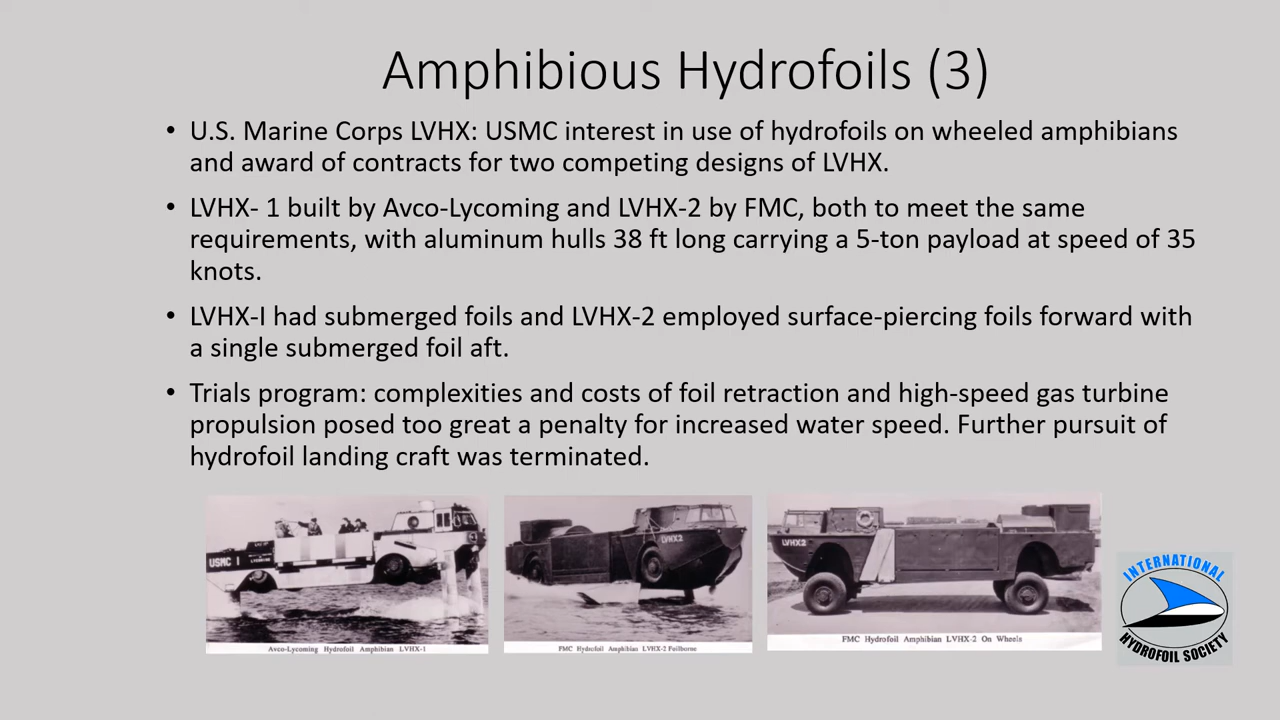 Amphibious Hydrofoils (3)
• U.S. Marine Corps LVHX: USMC interest in use of hydrofoils on wheeled amphibians
and award of contracts for two competing designs of LVHX.
• LVHX- 1 built by Avco-Lycoming and LVHX-2 by FMC, both to meet the same
requirements, with aluminum hulls 38 ft long carrying a 5-ton payload at speed of 35
knots.
• LVHX-I had submerged foils and LVHX-2 employed surface-piercing foils forward with
a single submerged foil aft.
• Trials program: complexities and costs of foil retraction and high-speed gas turbine
propulsion posed too great a penalty for increased water speed. Further pursuit of
hydrofoil landing craft was terminated.
USMC 1
LYCOMING
Avco-Lycoming Hydrofoil Amphibian LVHX-1
LVHX2
FMC Hydrofoil Amphibian LVHX-2 Foilborne
LVHX2
FMC Hydrofoil Amphibian LVHX-2 On Wheels
INTERNATIONAL
HYDROFOIL SOCIETY